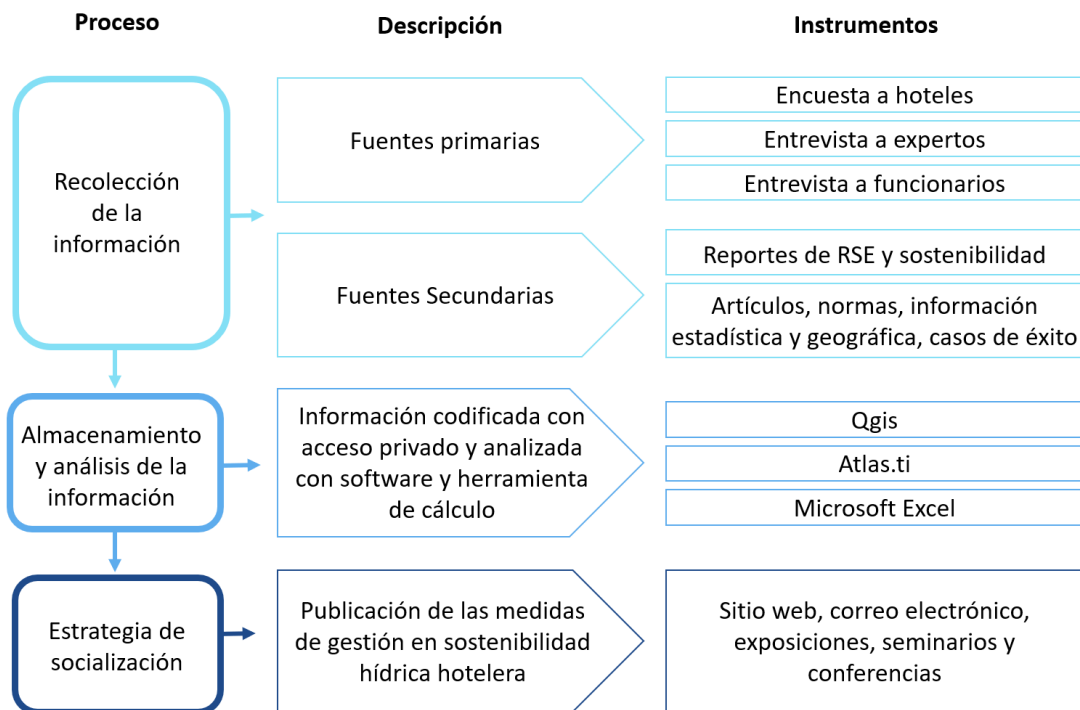 Proceso
Descripción
Instrumentos
Recolección
de la
información
Fuentes primarias
Encuesta a hoteles
Entrevista a expertos
Entrevista a funcionarios
Fuentes Secundarias
Reportes de RSE y sostenibilidad
Artículos, normas, información
estadística y geográfica, casos de éxito
Almacenamiento
y análisis de la
información
Información codificada con
acceso privado y analizada
con software y herramienta
de cálculo
Qgis
Atlas.ti
Microsoft Excel
Estrategia de
socialización
Publicación de las medidas
de gestión en sostenibilidad
hídrica hotelera
Sitio web, correo electrónico,
exposiciones, seminarios y
conferencias